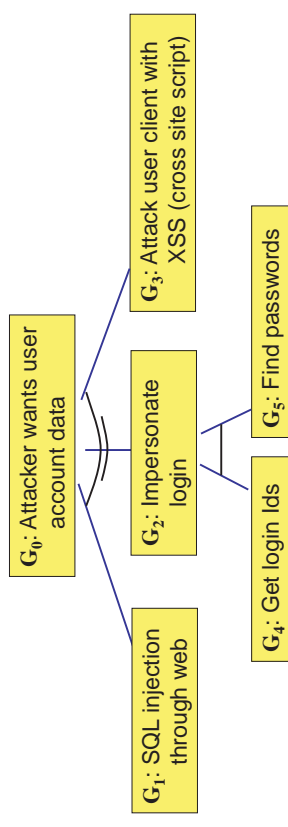 G₀: Attacker wants user
account data
G₁: SQL injection
through web
G₂: Impersonate
login
G₃: Attack user client with
XSS (cross site script)
G₄: Get login Ids
G₅: Find passwords